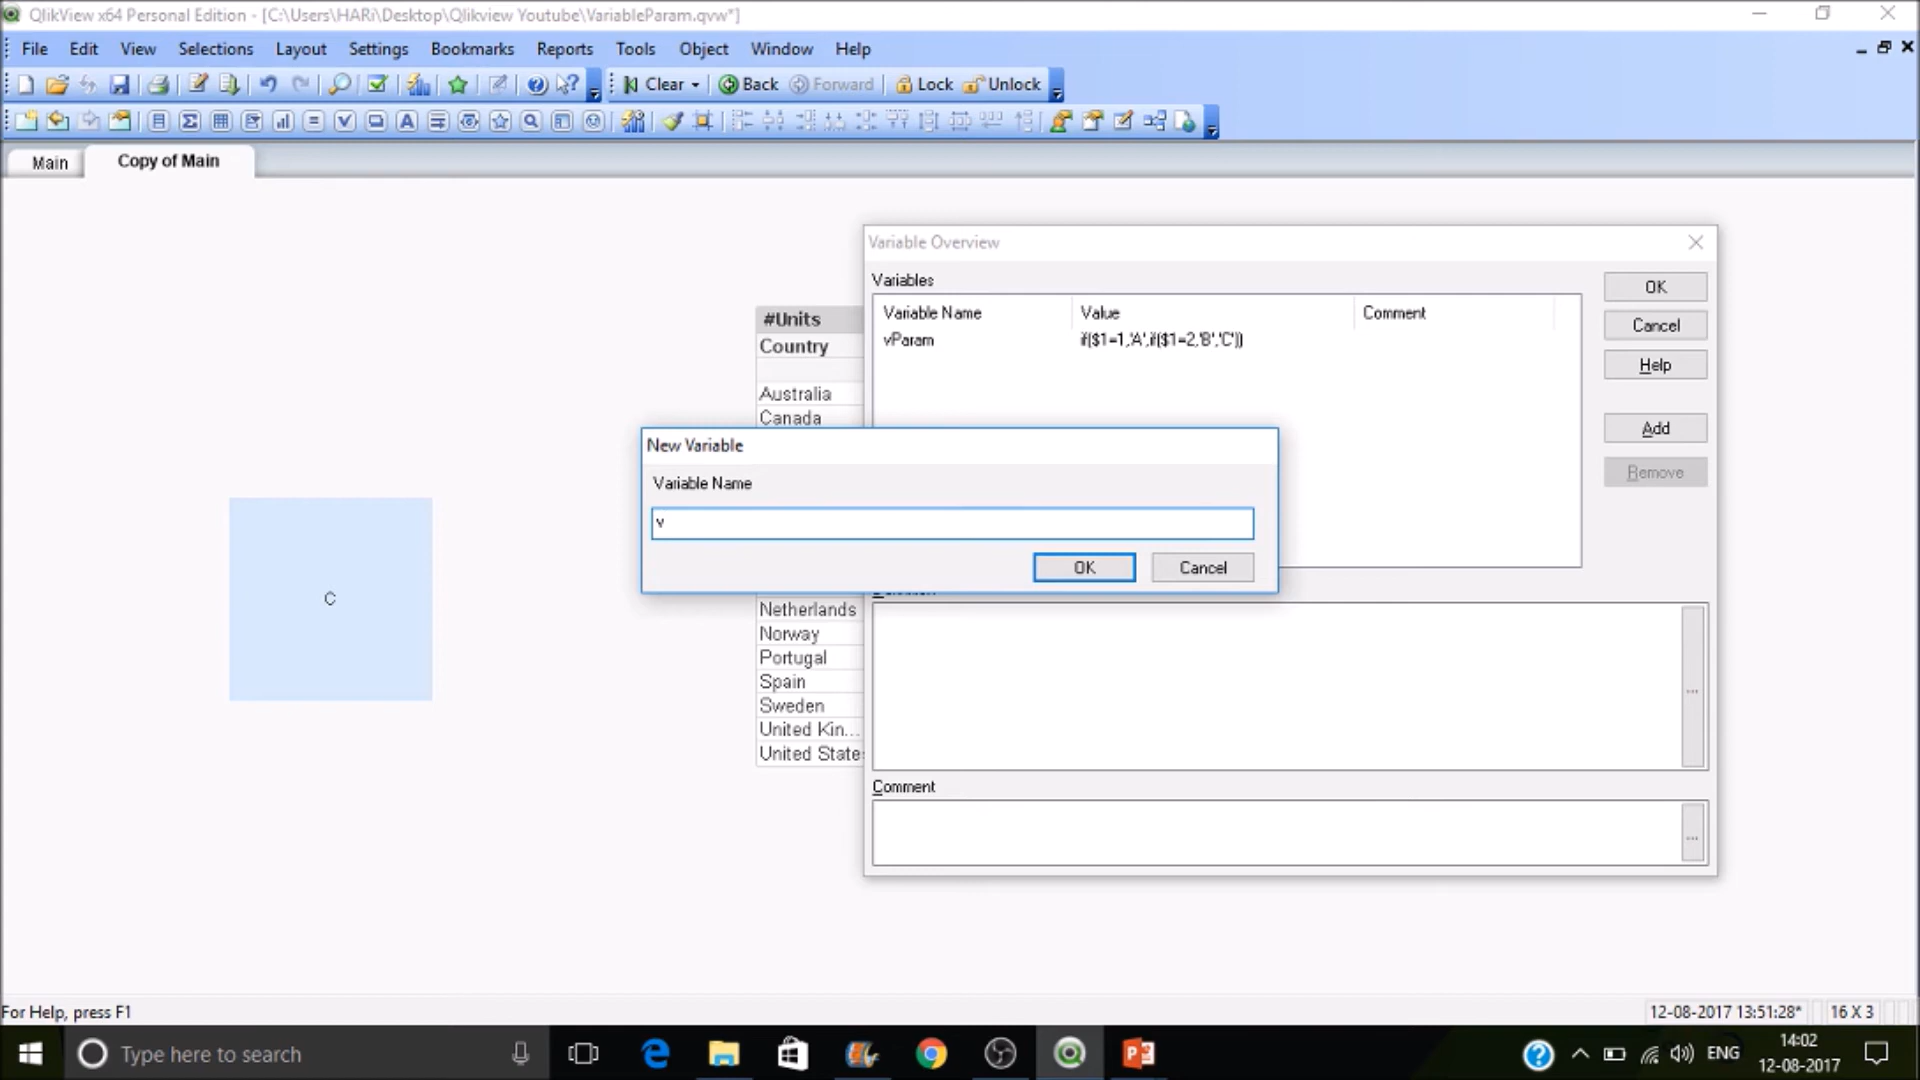 QlikView x64 Personal Edition - [C:\Users\HARi\Desktop\Qlikview Youtube\VariableParam.qvw*]
File Edit View Selections Layout Settings Bookmarks Reports Tools Object Window Help
Clear Back Forward Lock Unlock
Main Copy of Main
Variable Overview
Variables
Variable Name Value Comment
vParam if($1=1,'A',if($1=2,'B','C'))
OK
Cancel
Help
Add
Remove
#Units
Country
Australia
Canada
New Variable
Variable Name
v
OK Cancel
C
Netherlands
Norway
Portugal
Spain
Sweden
United Kin...
United State
...
Comment
...
For Help, press F1
12-08-2017 13:51:28* 16 X 3
Type here to search
ENG
14:02
12-08-2017